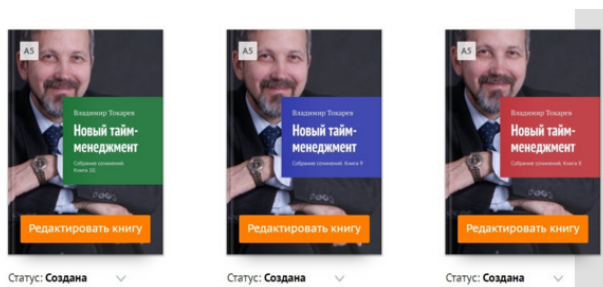 A5
Владимир Токарев
Новый тайм-
менеджмент
Собрание сочинений.
Книга 10.
Редактировать книгу
Статус: Создана
A5
Владимир Токарев
Новый тайм-
менеджмент
Собрание сочинений. Книга 9
Редактировать книгу
Статус: Создана
A5
Владимир Токарев
Новый тайм-
менеджмент
Собрание сочинений. Книга 8
Редактировать книгу
Статус: Создана